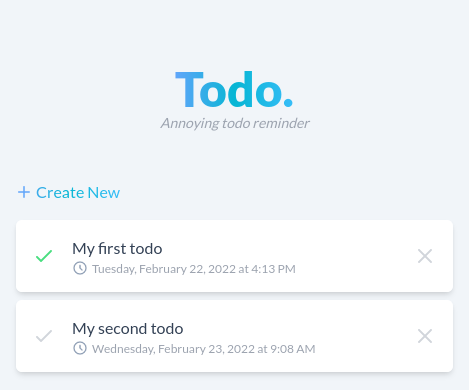 Todo.
Annoying todo reminder
+ Create New
My first todo
Tuesday, February 22, 2022 at 4:13 PM
My second todo
Wednesday, February 23, 2022 at 9:08 AM